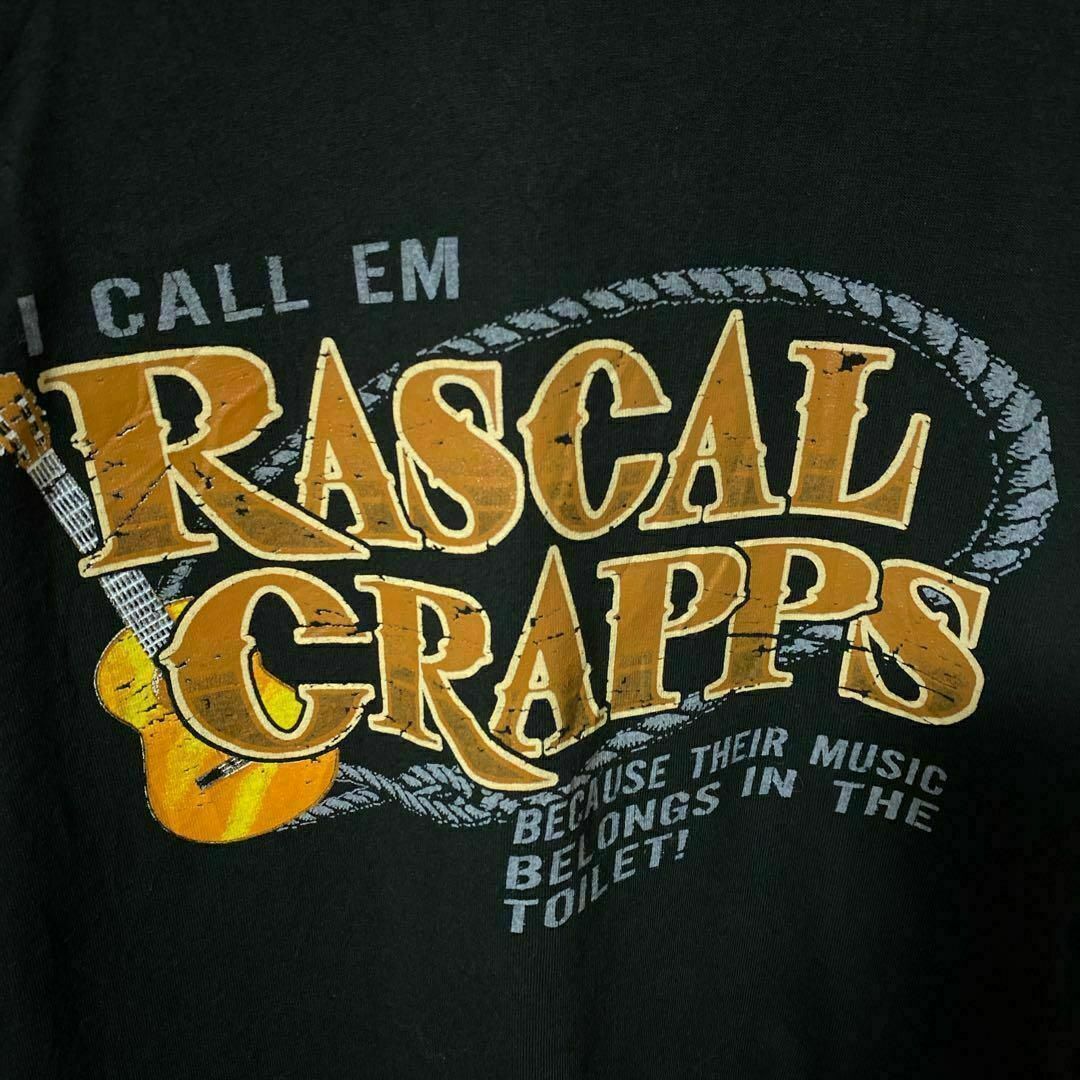 I CALL EM
RASCAL
CRAPPS
BECAUSE THEIR MUSIC
BELONGS IN THE
TOILET!